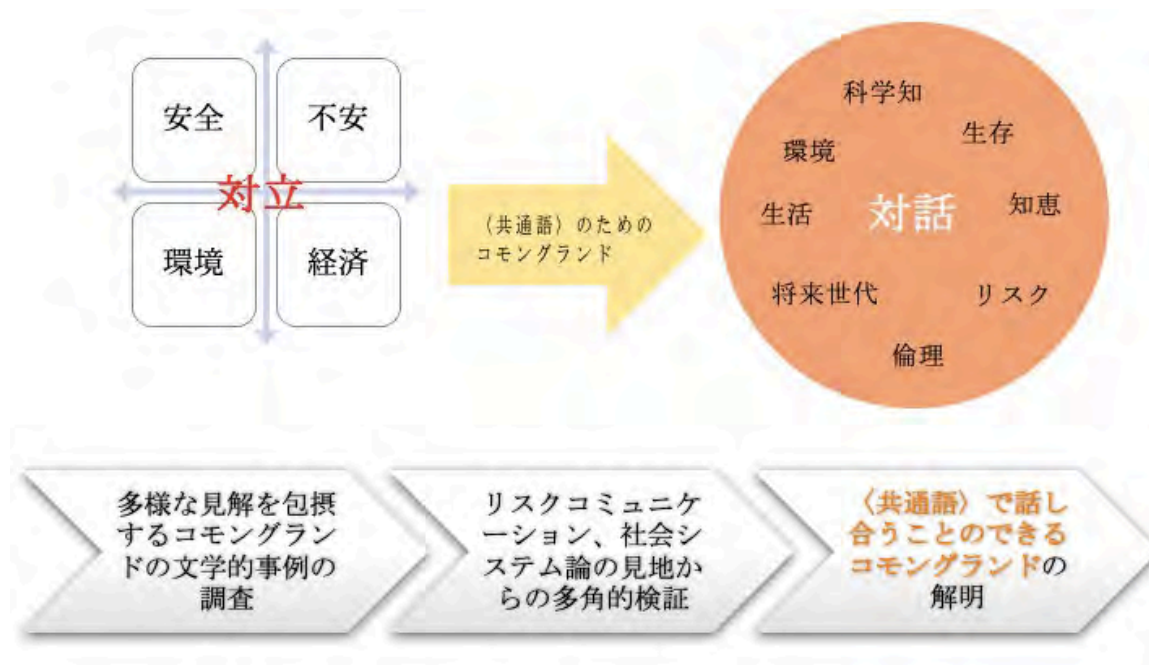 安全
不安
対立
環境
経済
〈共通語〉のための
コモングランド
科学知
生存
環境
生活
対話
知恵
将来世代
リスク
倫理
多様な見解を包摂
するコモングラン
ドの文学的事例の
調査
リスクコミュニケ
ーション、社会シ
ステム論の見地か
らの多角的検証
〈共通語〉で話し
合うことのできる
コモングランドの
解明